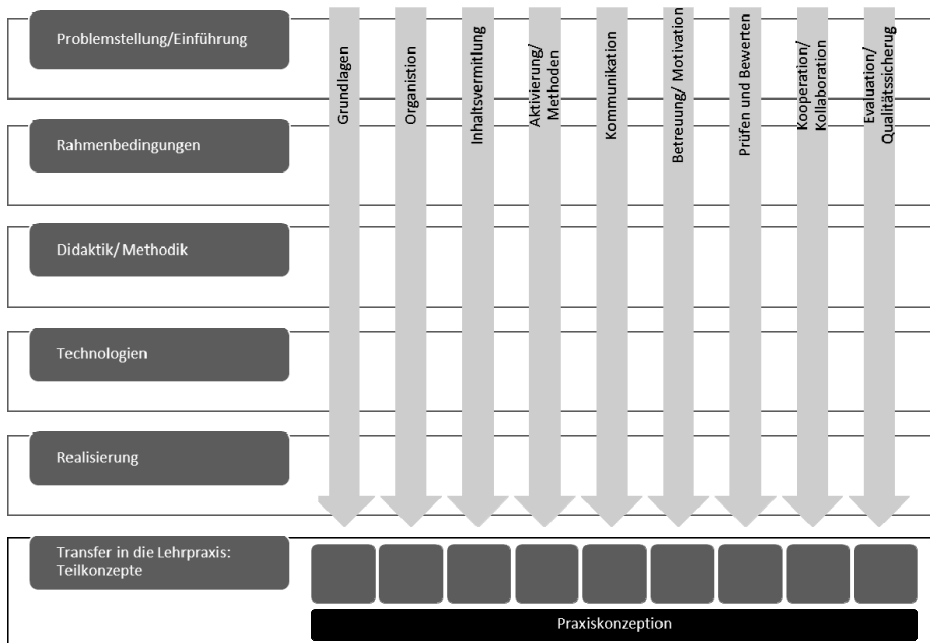 Problemstellung/Einführung
Grundlagen
Organistion
Inhaltsvermittlung
Aktivierung/
Methoden
Kommunikation
Betreuung/ Motivation
Prüfen und Bewerten
Kooperation/
Kollaboration
Evaluation/
Qualitätssicherug
Rahmenbedingungen
Didaktik/ Methodik
Technologien
Realisierung
Transfer in die Lehrpraxis:
Teilkonzepte
Praxiskonzeption